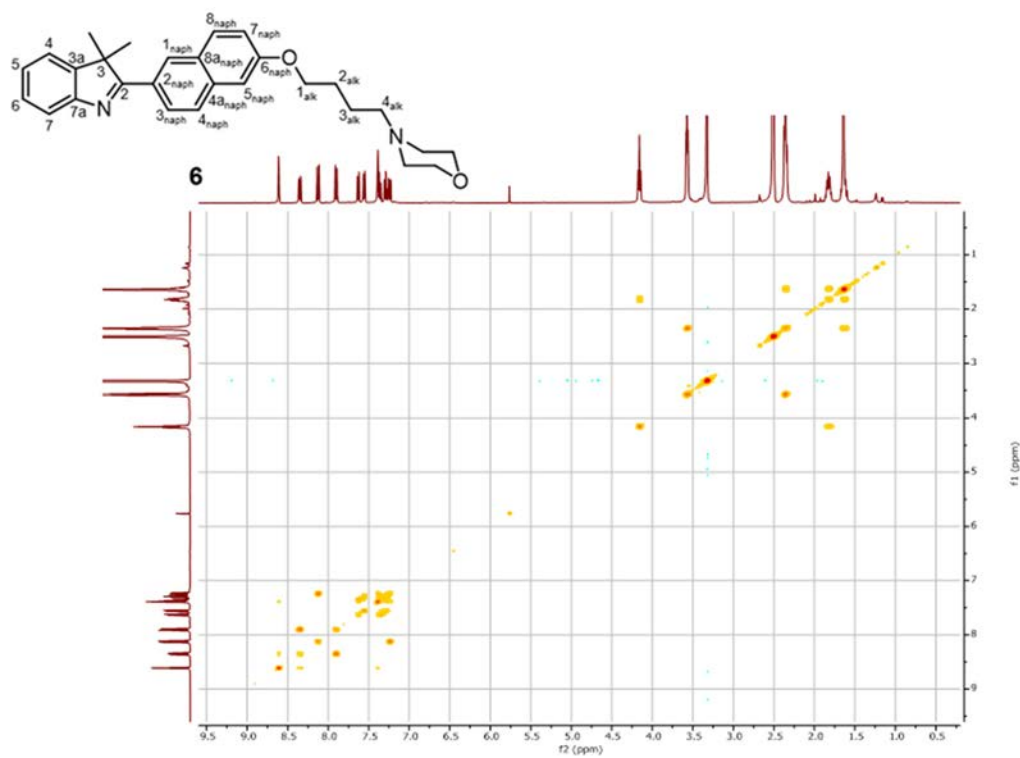 8naph
7naph
4
5
3a
3
1naph
8aaph
6naph
O
2alk
2naph
2
4anaph
5naph
1alk
4alk
6
7
7a
N
3naph
4naph
3alk
N
O
6
1
2
3
4
5
6
7
8
9
f1 (ppm)
9.5 9.0 8.5 8.0 7.5 7.0 6.5 6.0 5.5 5.0 4.5 4.0 3.5 3.0 2.5 2.0 1.5 1.0 0.5
f2 (ppm)